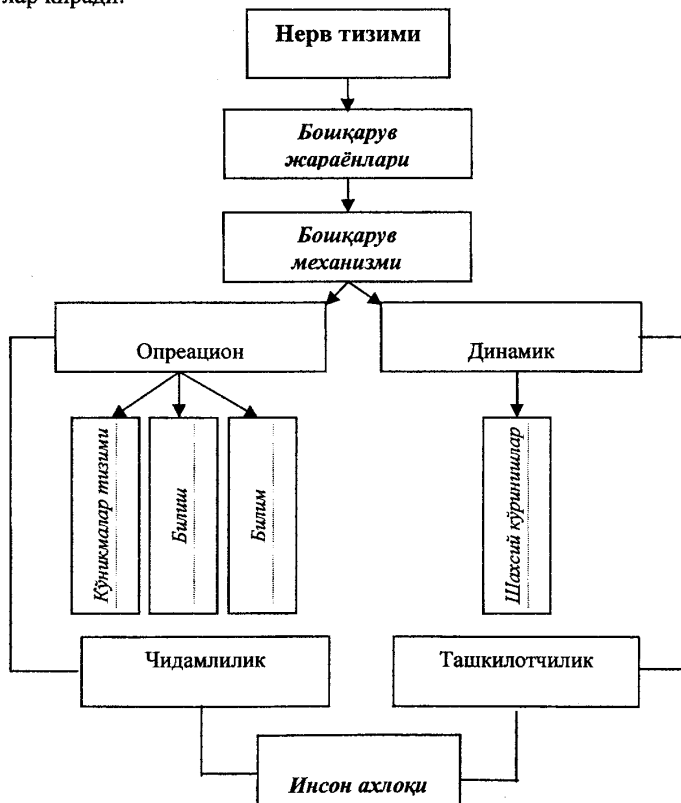 лар киради.
Нерв тизими
Бошқарув
жараёнлари
Бошқарув
механизми
Опреацион
Динамик
Кўникмалар тизими
Билиш
Билим
Шахсий кўринишлар
Чидамлилик
Ташкилотчилик
Инсон ахлоқи